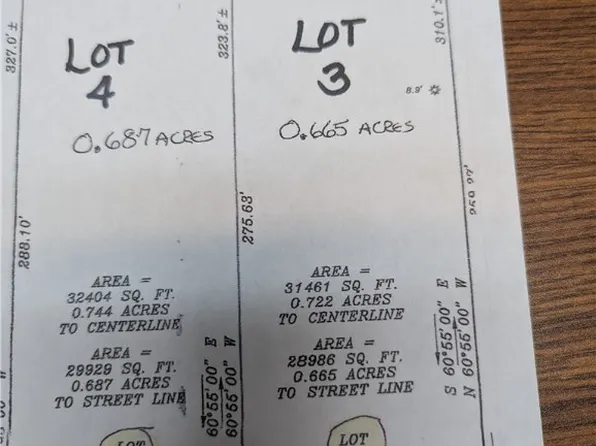 327.0'±
LOT
4
0.687 ACRES
288.10'
AREA =
32404 SQ. FT.
0.744 ACRES
TO CENTERLINE
AREA =
29929 SQ. FT.
0.687 ACRES
TO STREET LINE
LOT
323.8'±
275.63'
60°55'00" E
60°55'00" W
LOT
3
0.665 ACRES
8.9'
AREA =
31461 SQ. FT.
0.722 ACRES
TO CENTERLINE
AREA =
28986 SQ. FT.
0.665 ACRES
TO STREET LINE
LOT
310.1'±
S 60°55'00" E
N 60°55'00" W